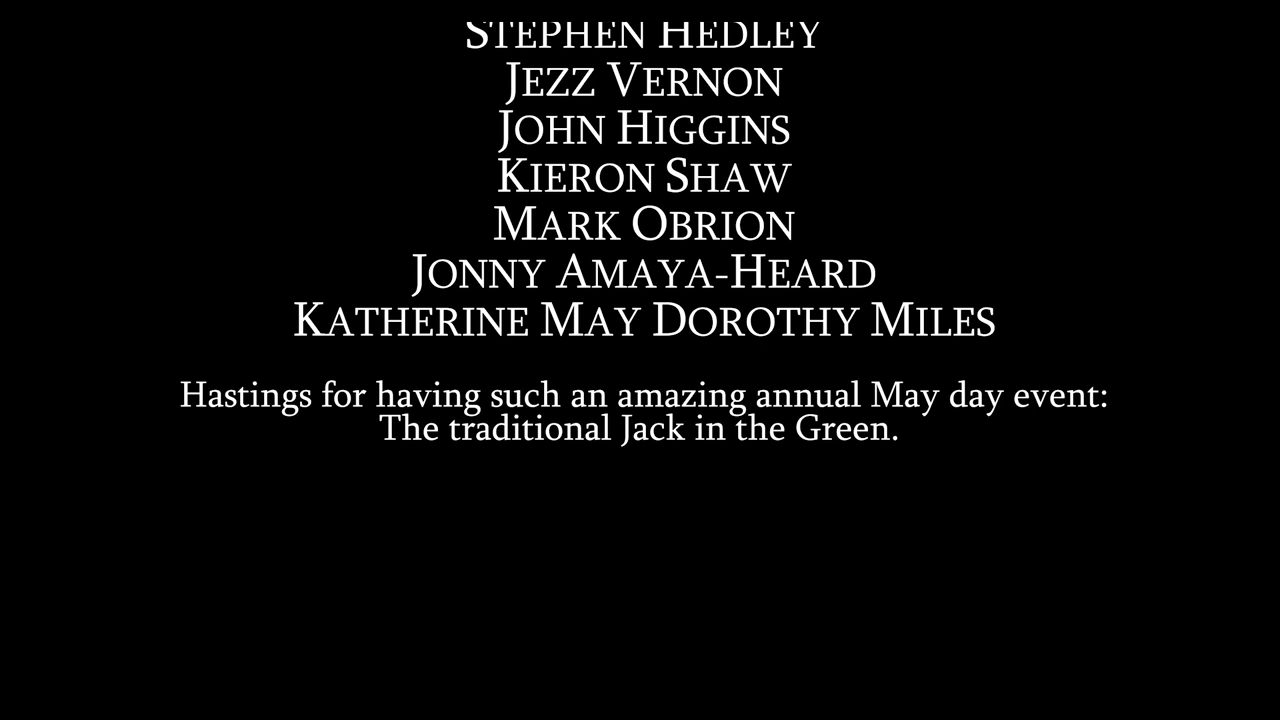 STEPHEN HEDLEY
JEZZ VERNON
JOHN HIGGINS
KIERON SHAW
MARK OBRION
JONNY AMAYA-HEARD
KATHERINE MAY DOROTHY MILES
Hastings for having such an amazing annual May day event:
The traditional Jack in the Green.